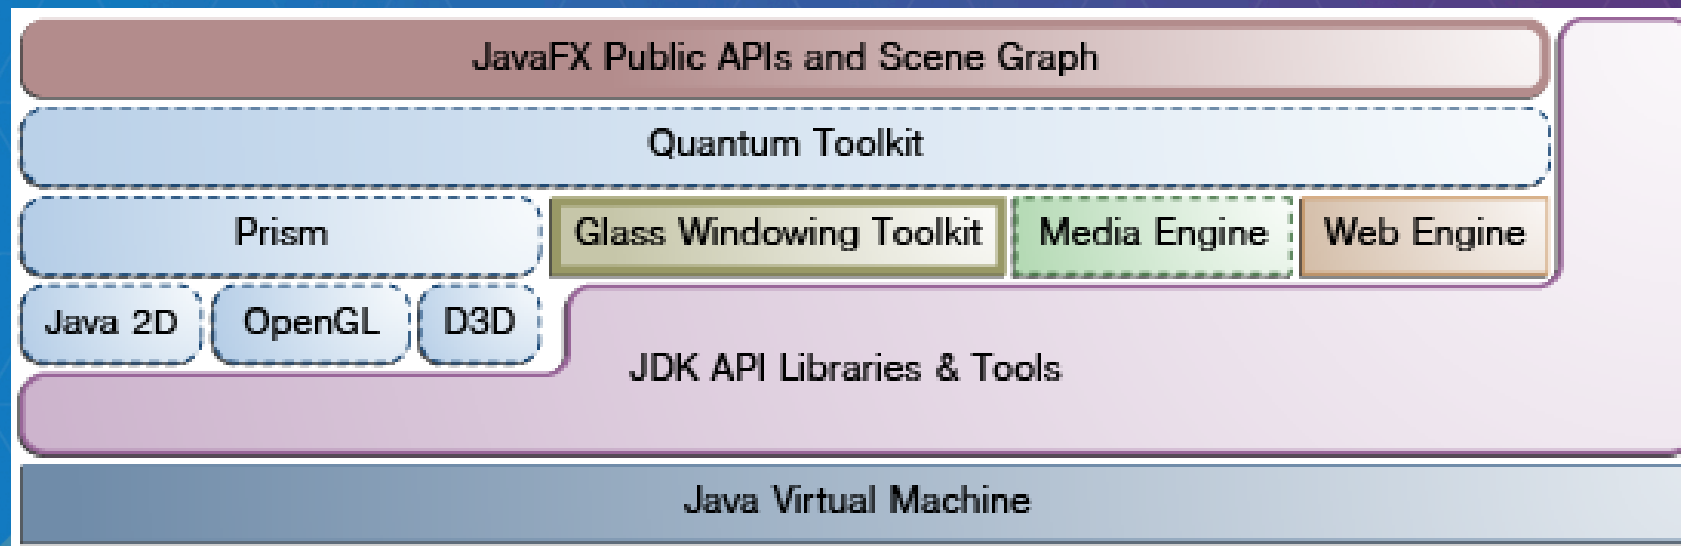 JavaFX Public APIs and Scene Graph
Quantum Toolkit
Prism
Glass Windowing Toolkit
Media Engine
Web Engine
Java 2D
OpenGL
D3D
JDK API Libraries & Tools
Java Virtual Machine